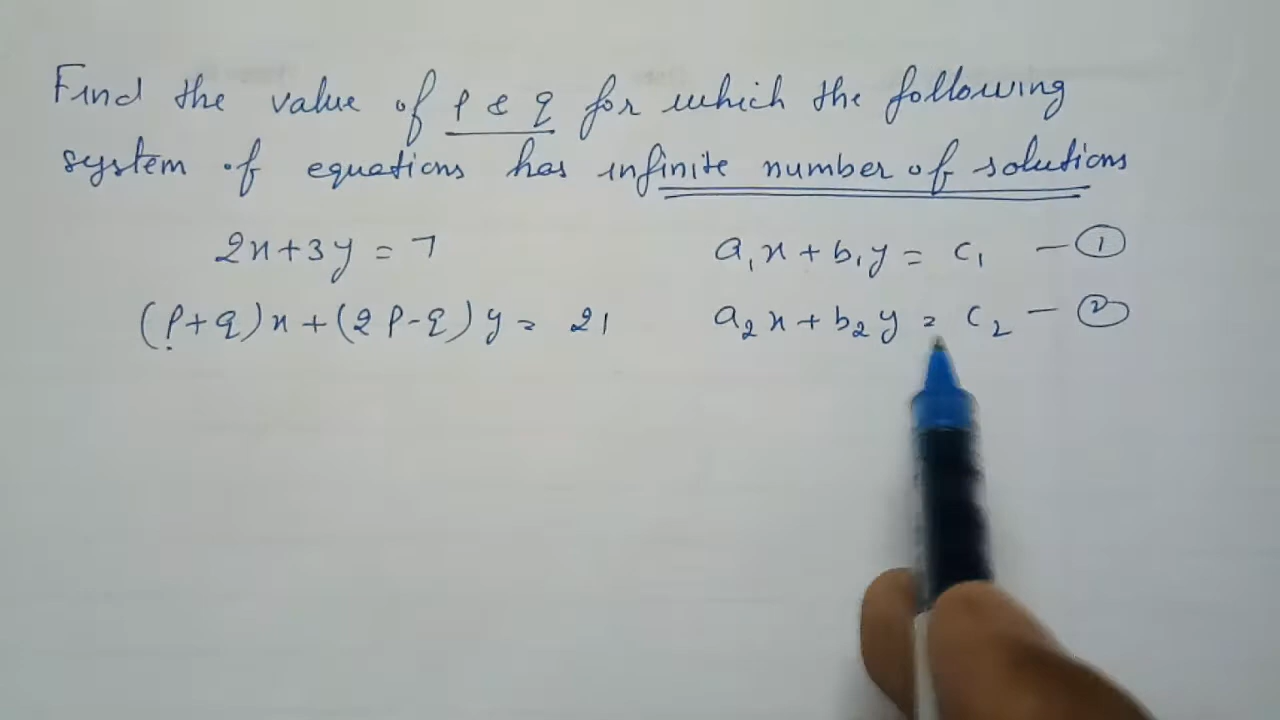 Find the value of p & q for which the following
system of equations has infinite number of solutions
2x+3y = 7
a₁x + b₁y = c₁ — ①
(p+q)x+(2p-q)y = 21
a₂x + b₂y = c₂ — ②